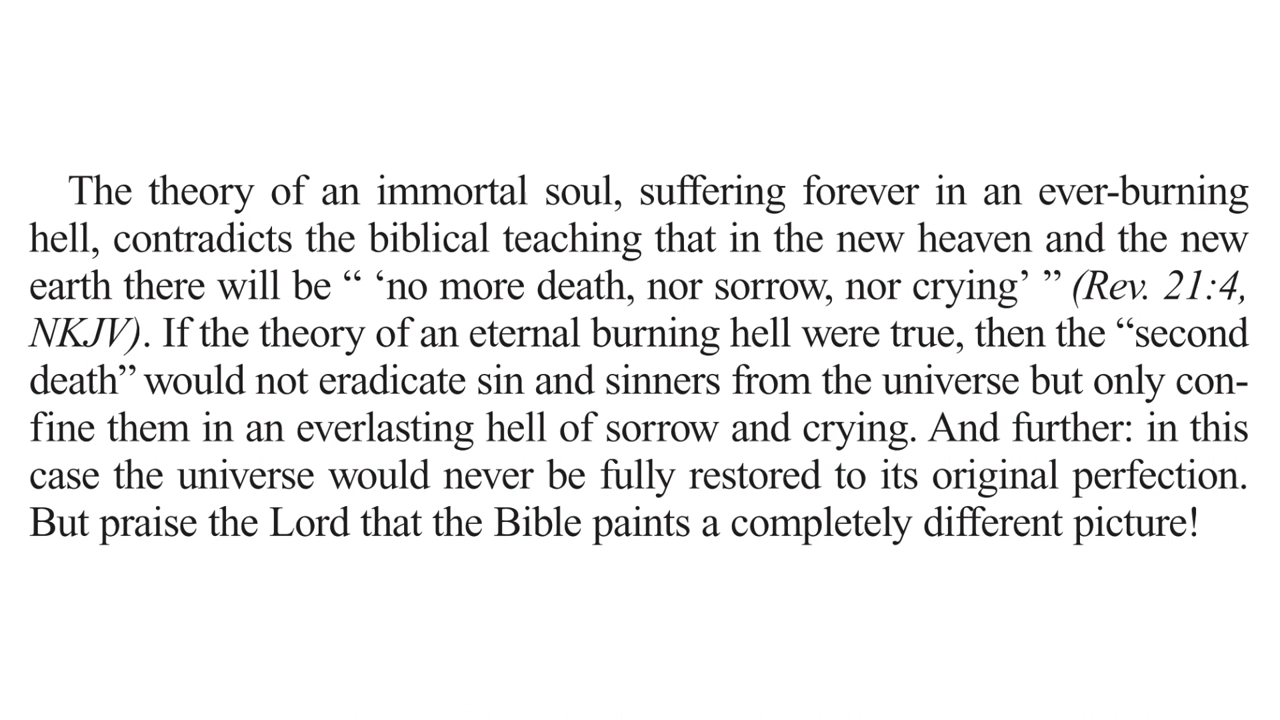 The theory of an immortal soul, suffering forever in an ever-burning
hell, contradicts the biblical teaching that in the new heaven and the new
earth there will be “ ‘no more death, nor sorrow, nor crying’ ” (Rev. 21:4,
NKJV). If the theory of an eternal burning hell were true, then the “second
death” would not eradicate sin and sinners from the universe but only con-
fine them in an everlasting hell of sorrow and crying. And further: in this
case the universe would never be fully restored to its original perfection.
But praise the Lord that the Bible paints a completely different picture!